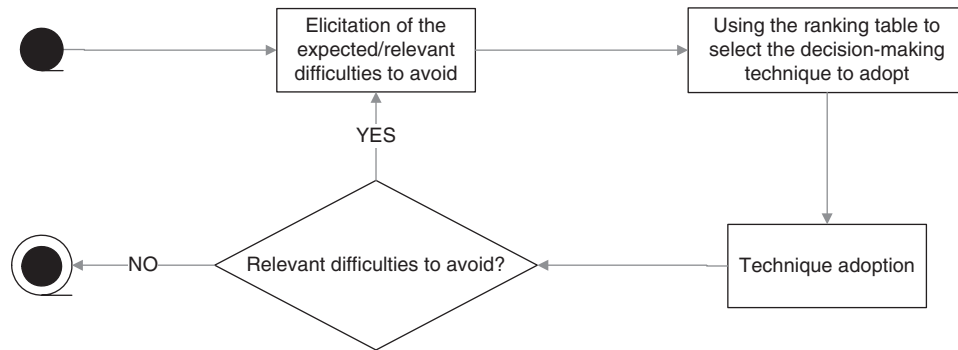 Elicitation of the
expected/relevant
difficulties to avoid
Using the ranking table to
select the decision-making
technique to adopt
YES
NO
Relevant difficulties to avoid?
Technique adoption